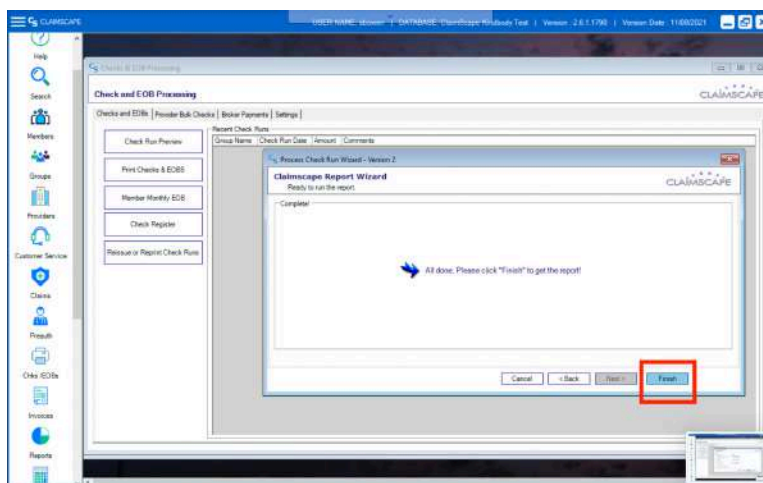 CS CLAIMSCAPE
USER NAME: abowen | DATABASE: ClaimScape Kindbody Test | Version: 2.6.1.1790 | Version Date: 11/08/2021
Help
Search
Members
Groups
Providers
Customer Service
Claims
Preauth
Chks /EOBs
Invoices
Reports
Checks & EOB Processing
Check and EOB Processing
CLAIMSCAPE
Checks and EOBs | Provider Bulk Checks | Broker Payments | Settings |
Check Run Preview
Print Checks & EOBS
Member Monthly EOB
Check Register
Reissue or Reprint Check Runs
Recent Check Runs
Group Name | Check Run Date | Amount | Comments
Process Check Run Wizard - Version 2
Claimscape Report Wizard
Ready to run the report.
CLAIMSCAPE
Complete!
All done. Please click "Finish" to get the report!
Cancel
< Back
Next >
Finish